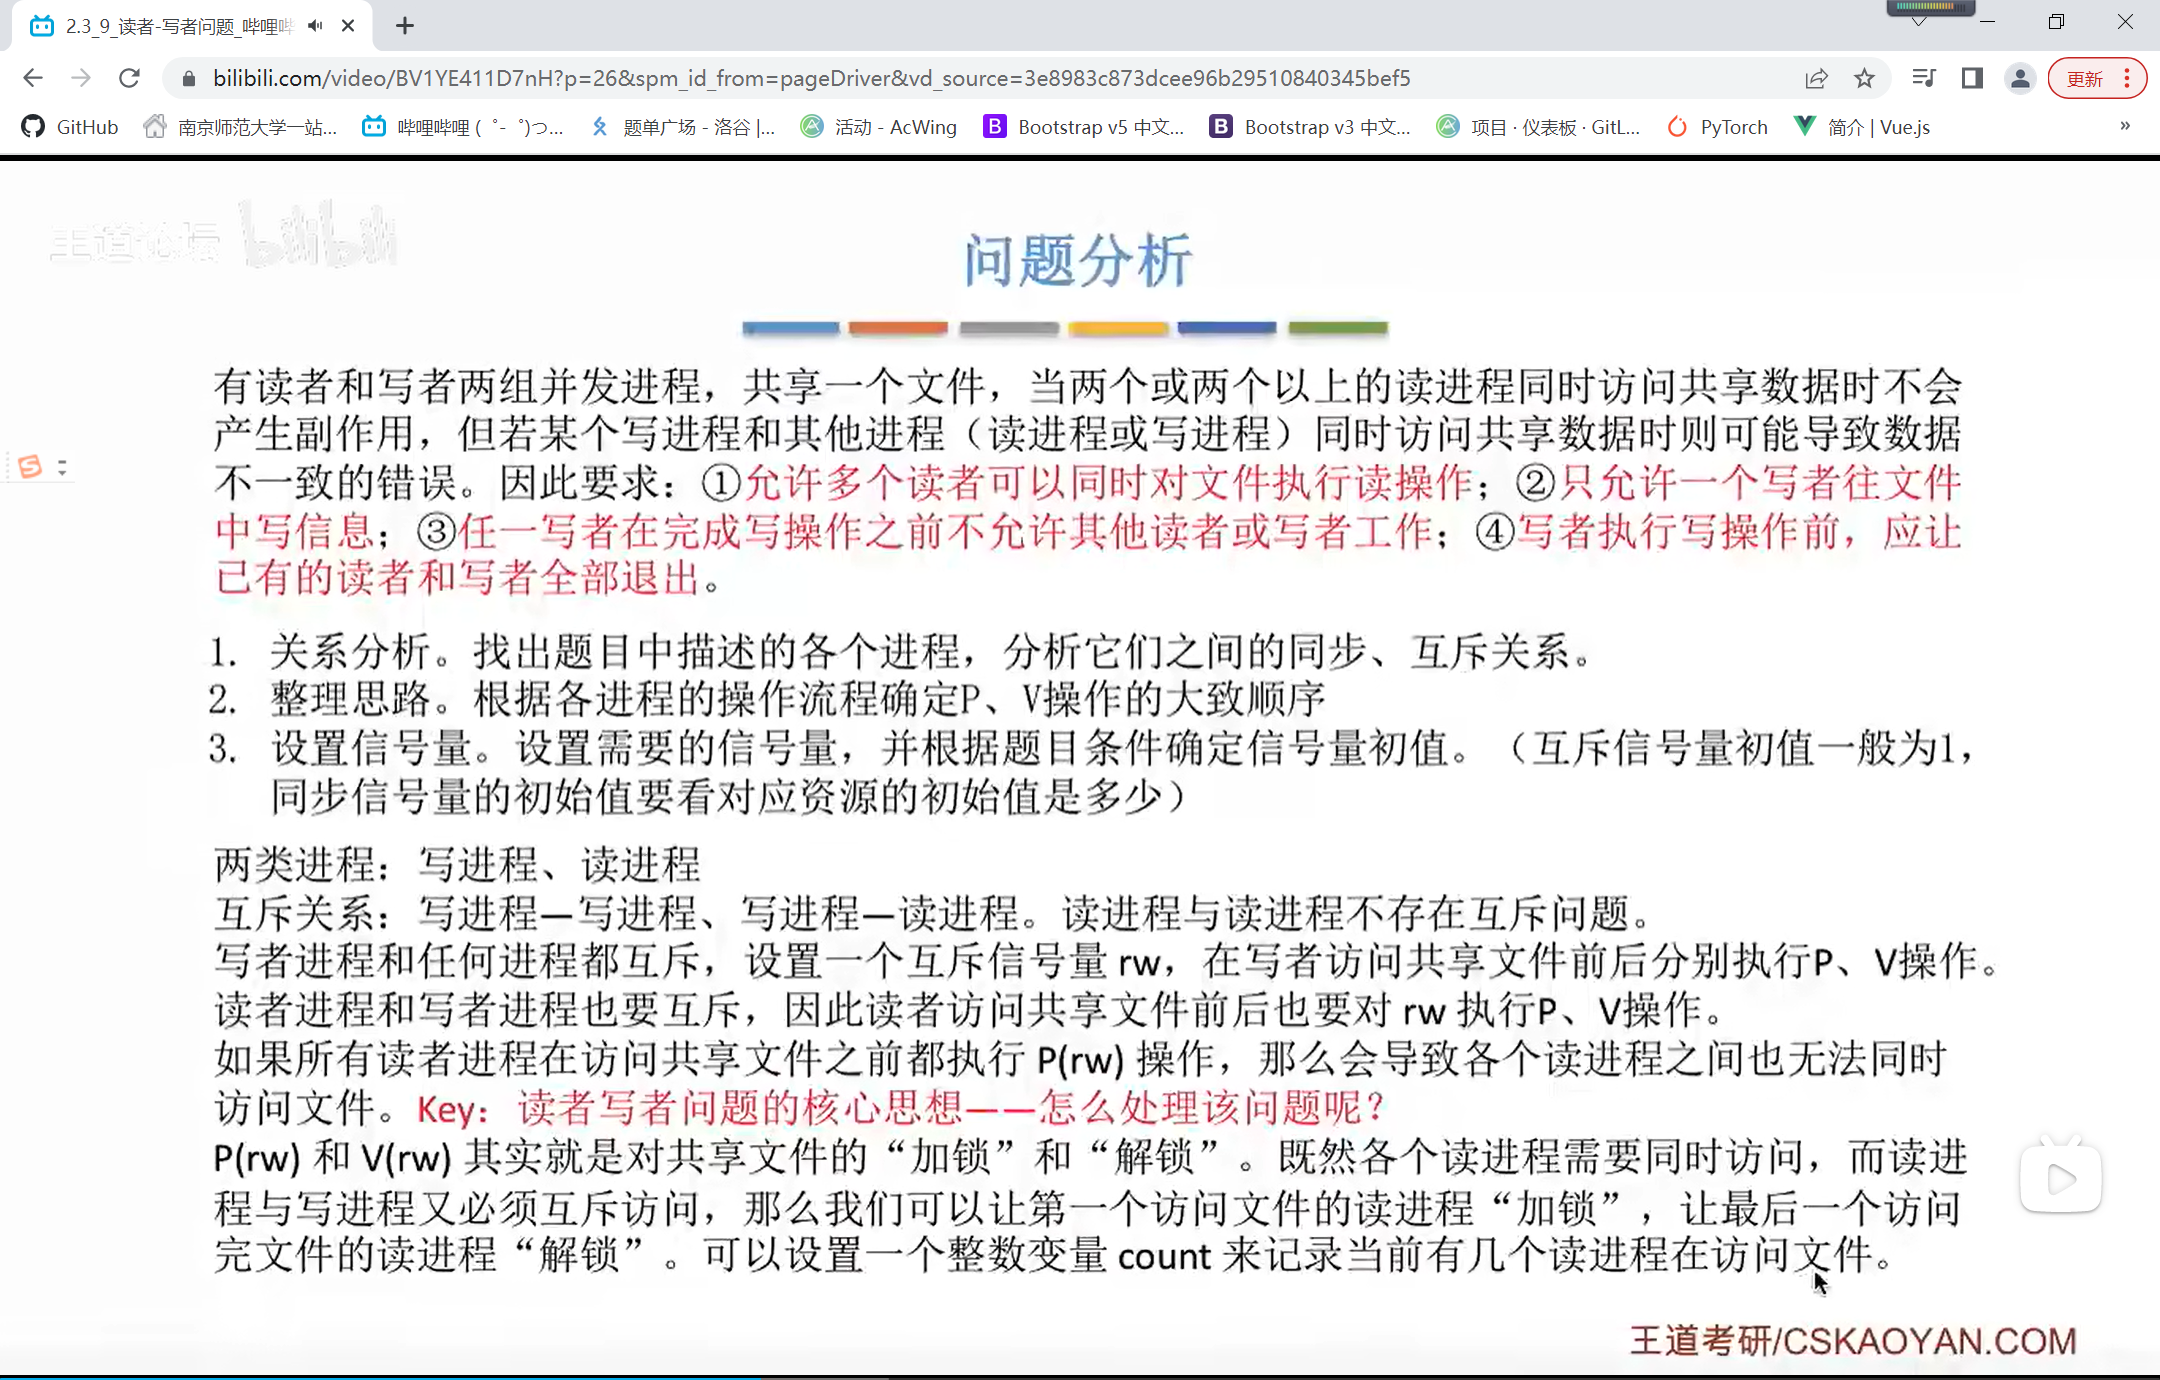 2.3_9_读者-写者问题_哔哩哔
bilibili.com/video/BV1YE411D7nH?p=26&spm_id_from=pageDriver&vd_source=3e8983c873dcee96b29510840345bef5
更新
GitHub
南京师范大学一站...
哔哩哔哩 (゜-゜)つ...
题单广场 - 洛谷 |...
活动 - AcWing
Bootstrap v5 中文...
Bootstrap v3 中文...
项目 · 仪表板 · GitL...
PyTorch
简介 | Vue.js
»
王道论坛 bilibili
问题分析
有读者和写者两组并发进程，共享一个文件，当两个或两个以上的读进程同时访问共享数据时不会
产生副作用，但若某个写进程和其他进程（读进程或写进程）同时访问共享数据时则可能导致数据
不一致的错误。因此要求：①允许多个读者可以同时对文件执行读操作；②只允许一个写者往文件
中写信息；③任一写者在完成写操作之前不允许其他读者或写者工作；④写者执行写操作前，应让
已有的读者和写者全部退出。
1. 关系分析。找出题目中描述的各个进程，分析它们之间的同步、互斥关系。
2. 整理思路。根据各进程的操作流程确定P、V操作的大致顺序
3. 设置信号量。设置需要的信号量，并根据题目条件确定信号量初值。（互斥信号量初值一般为1，
同步信号量的初始值要看对应资源的初始值是多少）
两类进程：写进程、读进程
互斥关系：写进程—写进程、写进程—读进程。读进程与读进程不存在互斥问题。
写者进程和任何进程都互斥，设置一个互斥信号量 rw，在写者访问共享文件前后分别执行P、V操作。
读者进程和写者进程也要互斥，因此读者访问共享文件前后也要对 rw 执行P、V操作。
如果所有读者进程在访问共享文件之前都执行 P(rw) 操作，那么会导致各个读进程之间也无法同时
访问文件。Key：读者写者问题的核心思想——怎么处理该问题呢？
P(rw) 和 V(rw) 其实就是对共享文件的“加锁”和“解锁”。既然各个读进程需要同时访问，而读进
程与写进程又必须互斥访问，那么我们可以让第一个访问文件的读进程“加锁”，让最后一个访问
完文件的读进程“解锁”。可以设置一个整数变量 count 来记录当前有几个读进程在访问文件。
王道考研/CSKAOYAN.COM